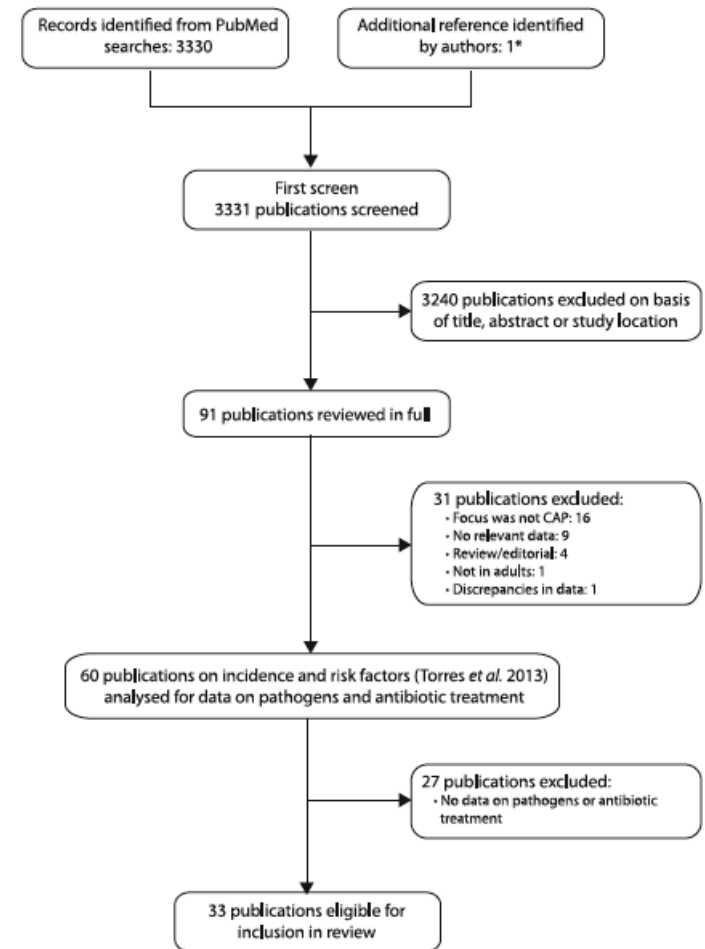 Records identified from PubMed
searches: 3330
Additional reference identified
by authors: 1*
First screen
3331 publications screened
3240 publications excluded on basis
of title, abstract or study location
91 publications reviewed in full
31 publications excluded:
• Focus was not CAP: 16
• No relevant data: 9
• Review/editorial: 4
• Not in adults: 1
• Discrepancies in data: 1
60 publications on incidence and risk factors (Torres et al. 2013)
analysed for data on pathogens and antibiotic treatment
27 publications excluded:
• No data on pathogens or antibiotic
treatment
33 publications eligible for
inclusion in review